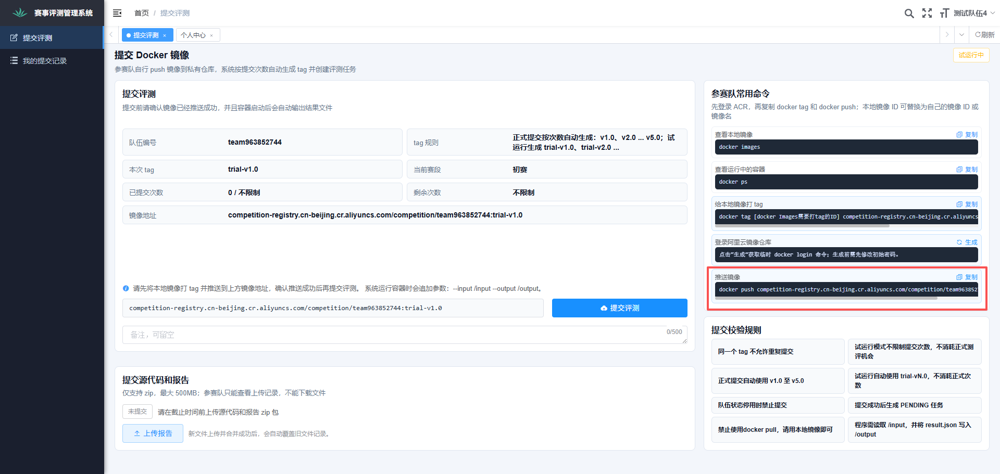 赛事评测管理系统
提交评测
我的提交记录
首页 / 提交评测
测试队伍4
提交评测 ×
个人中心 ×
刷新
提交 Docker 镜像
参赛队自行 push 镜像到私有仓库，系统按提交次数自动生成 tag 并创建评测任务
试运行中
提交评测
提交前请确认镜像已经推送成功，并且容器启动后会自动输出结果文件
队伍编号
team963852744
tag 规则
正式提交按次数自动生成：v1.0、v2.0 ... v5.0；试
运行生成 trial-v1.0、trial-v2.0 ...
本次 tag
trial-v1.0
当前赛段
初赛
已提交次数
0 / 不限制
剩余次数
不限制
镜像地址
competition-registry.cn-beijing.cr.aliyuncs.com/competition/team963852744:trial-v1.0
请先将本地镜像打 tag 并推送到上方镜像地址，确认推送成功后再提交评测。 系统运行容器时会追加参数：--input /input --output /output。
competition-registry.cn-beijing.cr.aliyuncs.com/competition/team963852744:trial-v1.0
提交评测
备注，可留空
0/500
提交源代码和报告
仅支持 zip，最大 500MB；参赛队只能查看上传记录，不能下载文件
未提交
请在截止时间前上传源代码和报告 zip 包
上传报告
新文件上传并合并成功后，会自动覆盖旧文件记录。
参赛队常用命令
先登录 ACR，再复制 docker tag 和 docker push；本地镜像 ID 可替换为自己的镜像 ID 或
镜像名
查看本地镜像
复制
docker images
查看运行中的容器
复制
docker ps
给本地镜像打 tag
复制
docker tag [docker Images需要打tag的ID] competition-registry.cn-beijing.cr.aliyuncs
登录阿里云镜像仓库
生成
点击“生成”获取临时 docker login 命令；生成前需先修改初始密码。
推送镜像
复制
docker push competition-registry.cn-beijing.cr.aliyuncs.com/competition/team963852
提交校验规则
同一个 tag 不允许重复提交
试运行模式不限制提交次数，不消耗正式测
评机会
正式提交自动使用 v1.0 至 v5.0
试运行自动使用 trial-vN.0，不消耗正式次
数
队伍状态停用时禁止提交
提交成功后生成 PENDING 任务
禁止使用docker pull，请用本地镜像即可
程序需读取 /input，并将 result.json 写入
/output